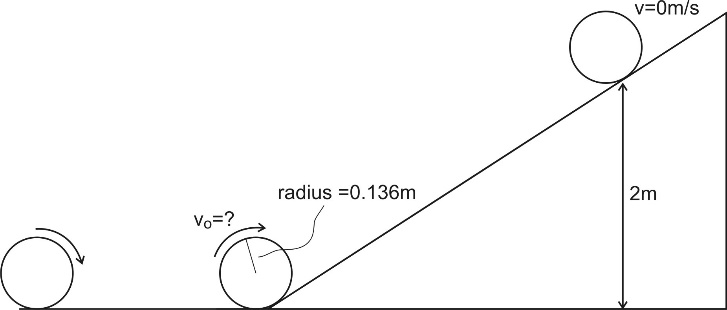 v=0m/s
2m
radius =0.136m
vo=?